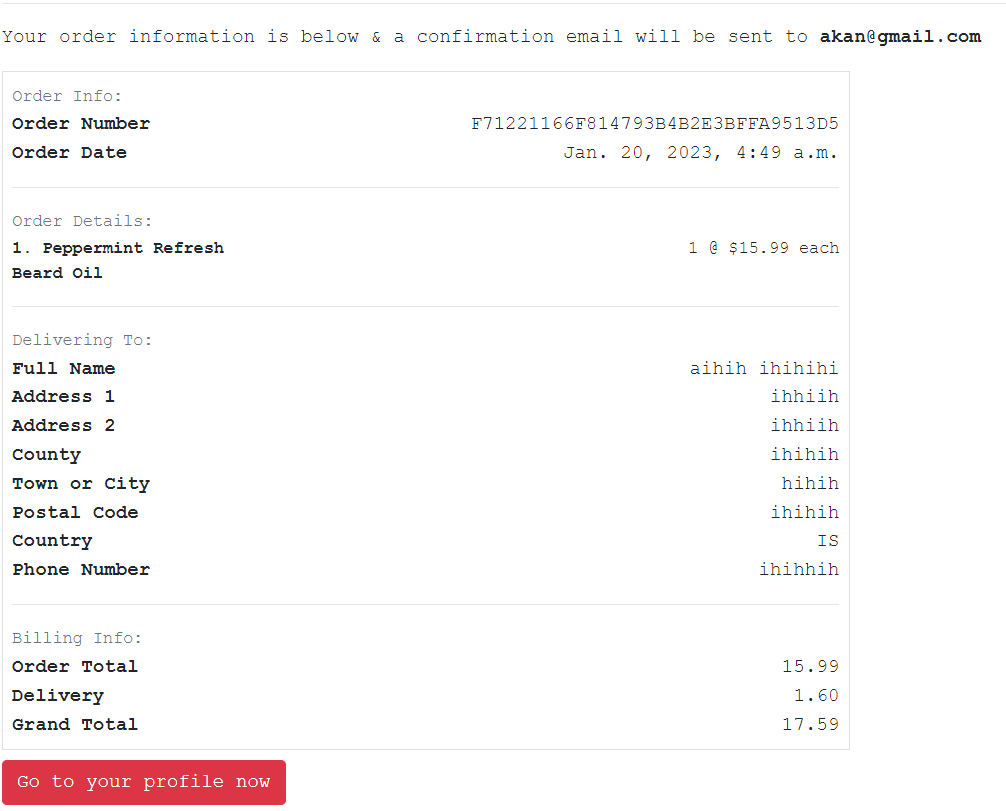 Your order information is below & a confirmation email will be sent to akan@gmail.com
Order Info:
Order Number F71221166F814793B4B2E3BFFA9513D5
Order Date Jan. 20, 2023, 4:49 a.m.
Order Details:
1. Peppermint Refresh 1 @ $15.99 each
Beard Oil
Delivering To:
Full Name aihih ihihihi
Address 1 ihhiih
Address 2 ihhiih
County ihihih
Town or City hihih
Postal Code ihihih
Country IS
Phone Number ihihhih
Billing Info:
Order Total 15.99
Delivery 1.60
Grand Total 17.59
Go to your profile now